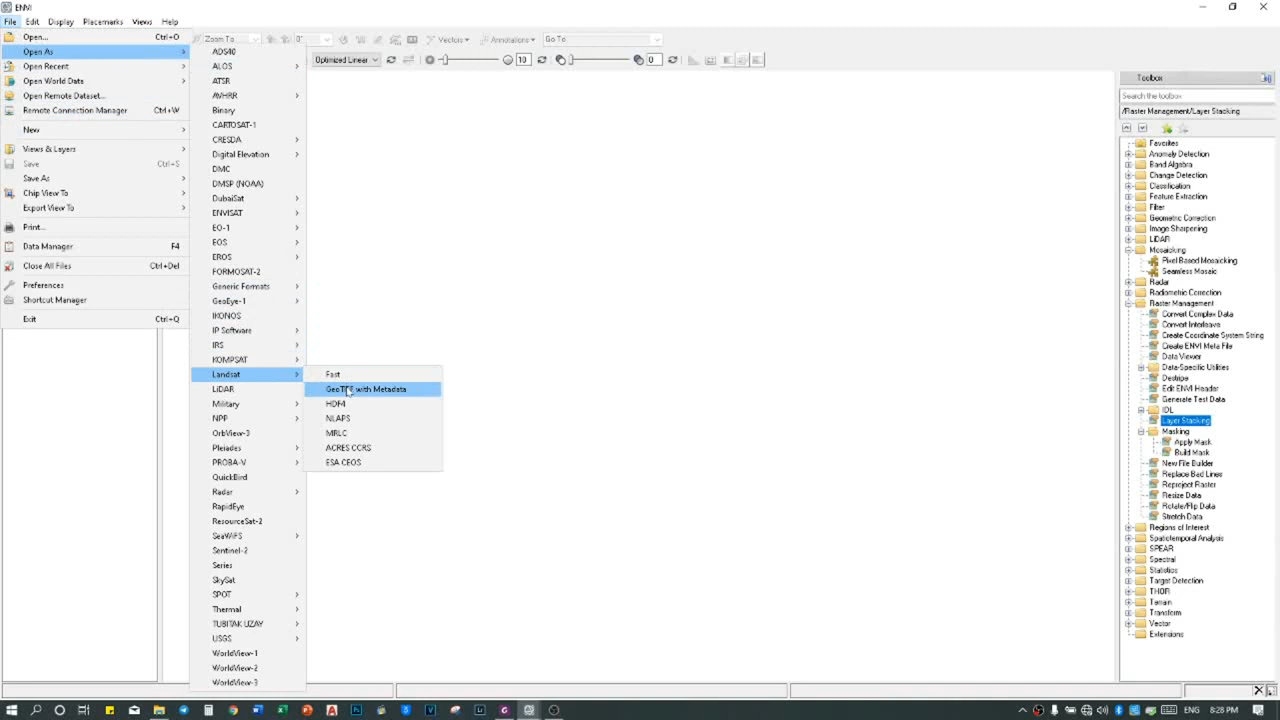 ENVI
File Edit Display Placemarks Views Help
Open... Ctrl+O
Open As
Open Recent
Open World Data
Open Remote Dataset...
Remote Connection Manager Ctrl+W
New
Views & Layers
Save Ctrl+S
Save As
Chip View To
Export View To
Print...
Data Manager F4
Close All Files Ctrl+Del
Preferences
Shortcut Manager
Exit Ctrl+Q
ADS40
ALOS
ATSR
AVHRR
Binary
CARTOSAT-1
CRESDA
Digital Elevation
DMC
DMSP (NOAA)
DubaiSat
ENVISAT
EO-1
EOS
EROS
FORMOSAT-2
Generic Formats
GeoEye-1
IKONOS
IP Software
IRS
KOMPSAT
Landsat
LiDAR
Military
NPP
OrbView-3
Pleiades
PROBA-V
QuickBird
Radar
RapidEye
ResourceSat-2
SeaWiFS
Sentinel-2
Series
SkySat
SPOT
Thermal
TUBITAK UZAY
USGS
WorldView-1
WorldView-2
WorldView-3
Fast
GeoTIFF with Metadata
HDF4
NLAPS
MRLC
ACRES CCRS
ESA CEOS
Zoom To 0° Vectors Annotations Go To
Optimized Linear 10 0
Toolbox
Search the toolbox
/Raster Management/Layer Stacking
Favorites
Anomaly Detection
Band Algebra
Change Detection
Classification
Feature Extraction
Filter
Geometric Correction
Image Sharpening
LiDAR
Mosaicking
Pixel Based Mosaicking
Seamless Mosaic
Radar
Radiometric Correction
Raster Management
Convert Complex Data
Convert Interleave
Create Coordinate System String
Create ENVI Meta File
Data Viewer
Data-Specific Utilities
Destripe
Edit ENVI Header
Generate Test Data
IDL
Layer Stacking
Masking
Apply Mask
Build Mask
New File Builder
Replace Bad Lines
Reproject Raster
Resize Data
Rotate/Flip Data
Stretch Data
Regions of Interest
Spatiotemporal Analysis
SPEAR
Spectral
Statistics
Target Detection
THOR
Terrain
Transform
Vector
Extensions
ENG 8:28 PM